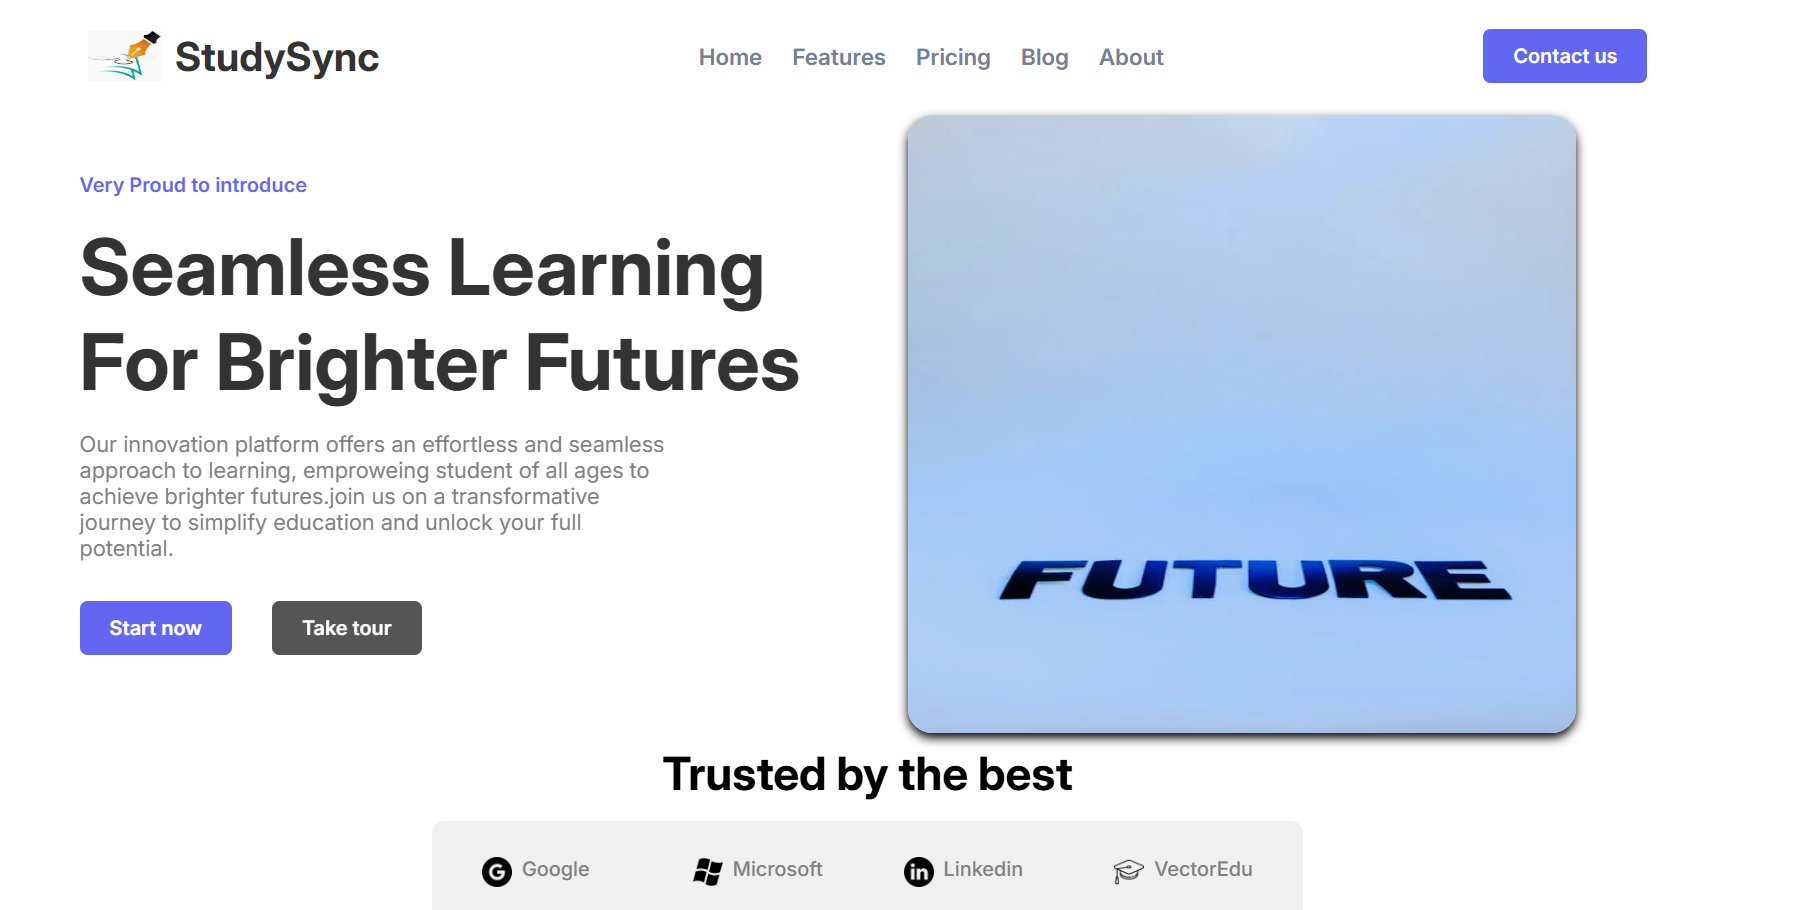 StudySync
Home Features Pricing Blog About
Contact us
Very Proud to introduce
Seamless Learning
For Brighter Futures
Our innovation platform offers an effortless and seamless
approach to learning, emproweing student of all ages to
achieve brighter futures.join us on a transformative
journey to simplify education and unlock your full
potential.
Start now
Take tour
FUTURE
Trusted by the best
Google
Microsoft
Linkedin
VectorEdu